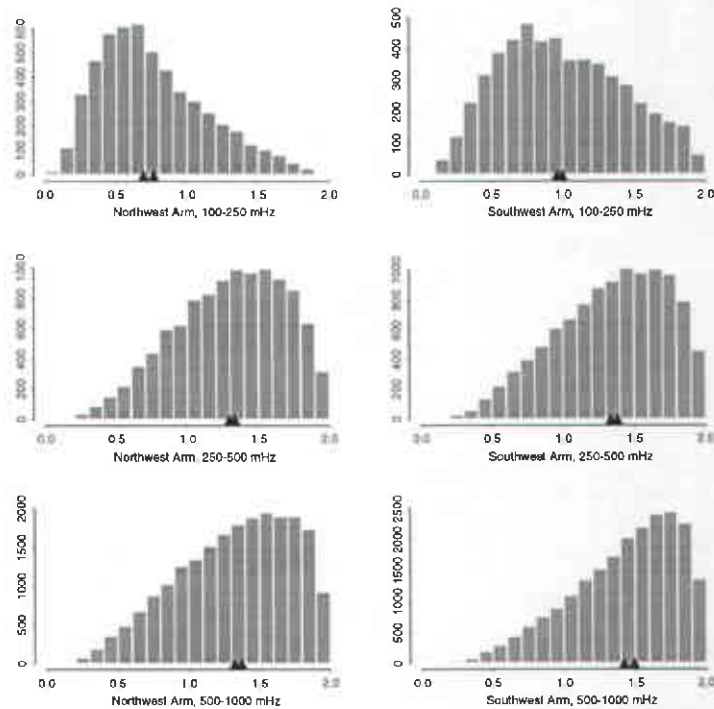 0 100 200 300 400 500 600
0.0 0.5 1.0 1.5 2.0
Northwest Arm, 100-250 mHz
0 100 200 300 400 500
0.0 0.5 1.0 1.5 2.0
Southwest Arm, 100-250 mHz
0 200 400 600 800 1000
0.0 0.5 1.0 1.5 2.0
Northwest Arm, 250-500 mHz
0 200 400 600 800 1000
0.0 0.5 1.0 1.5 2.0
Southwest Arm, 250-500 mHz
0 500 1000 1500 2000
0.0 0.5 1.0 1.5 2.0
Northwest Arm, 500-1000 mHz
0 500 1000 1500 2000 2500
0.0 0.5 1.0 1.5 2.0
Southwest Arm, 500-1000 mHz